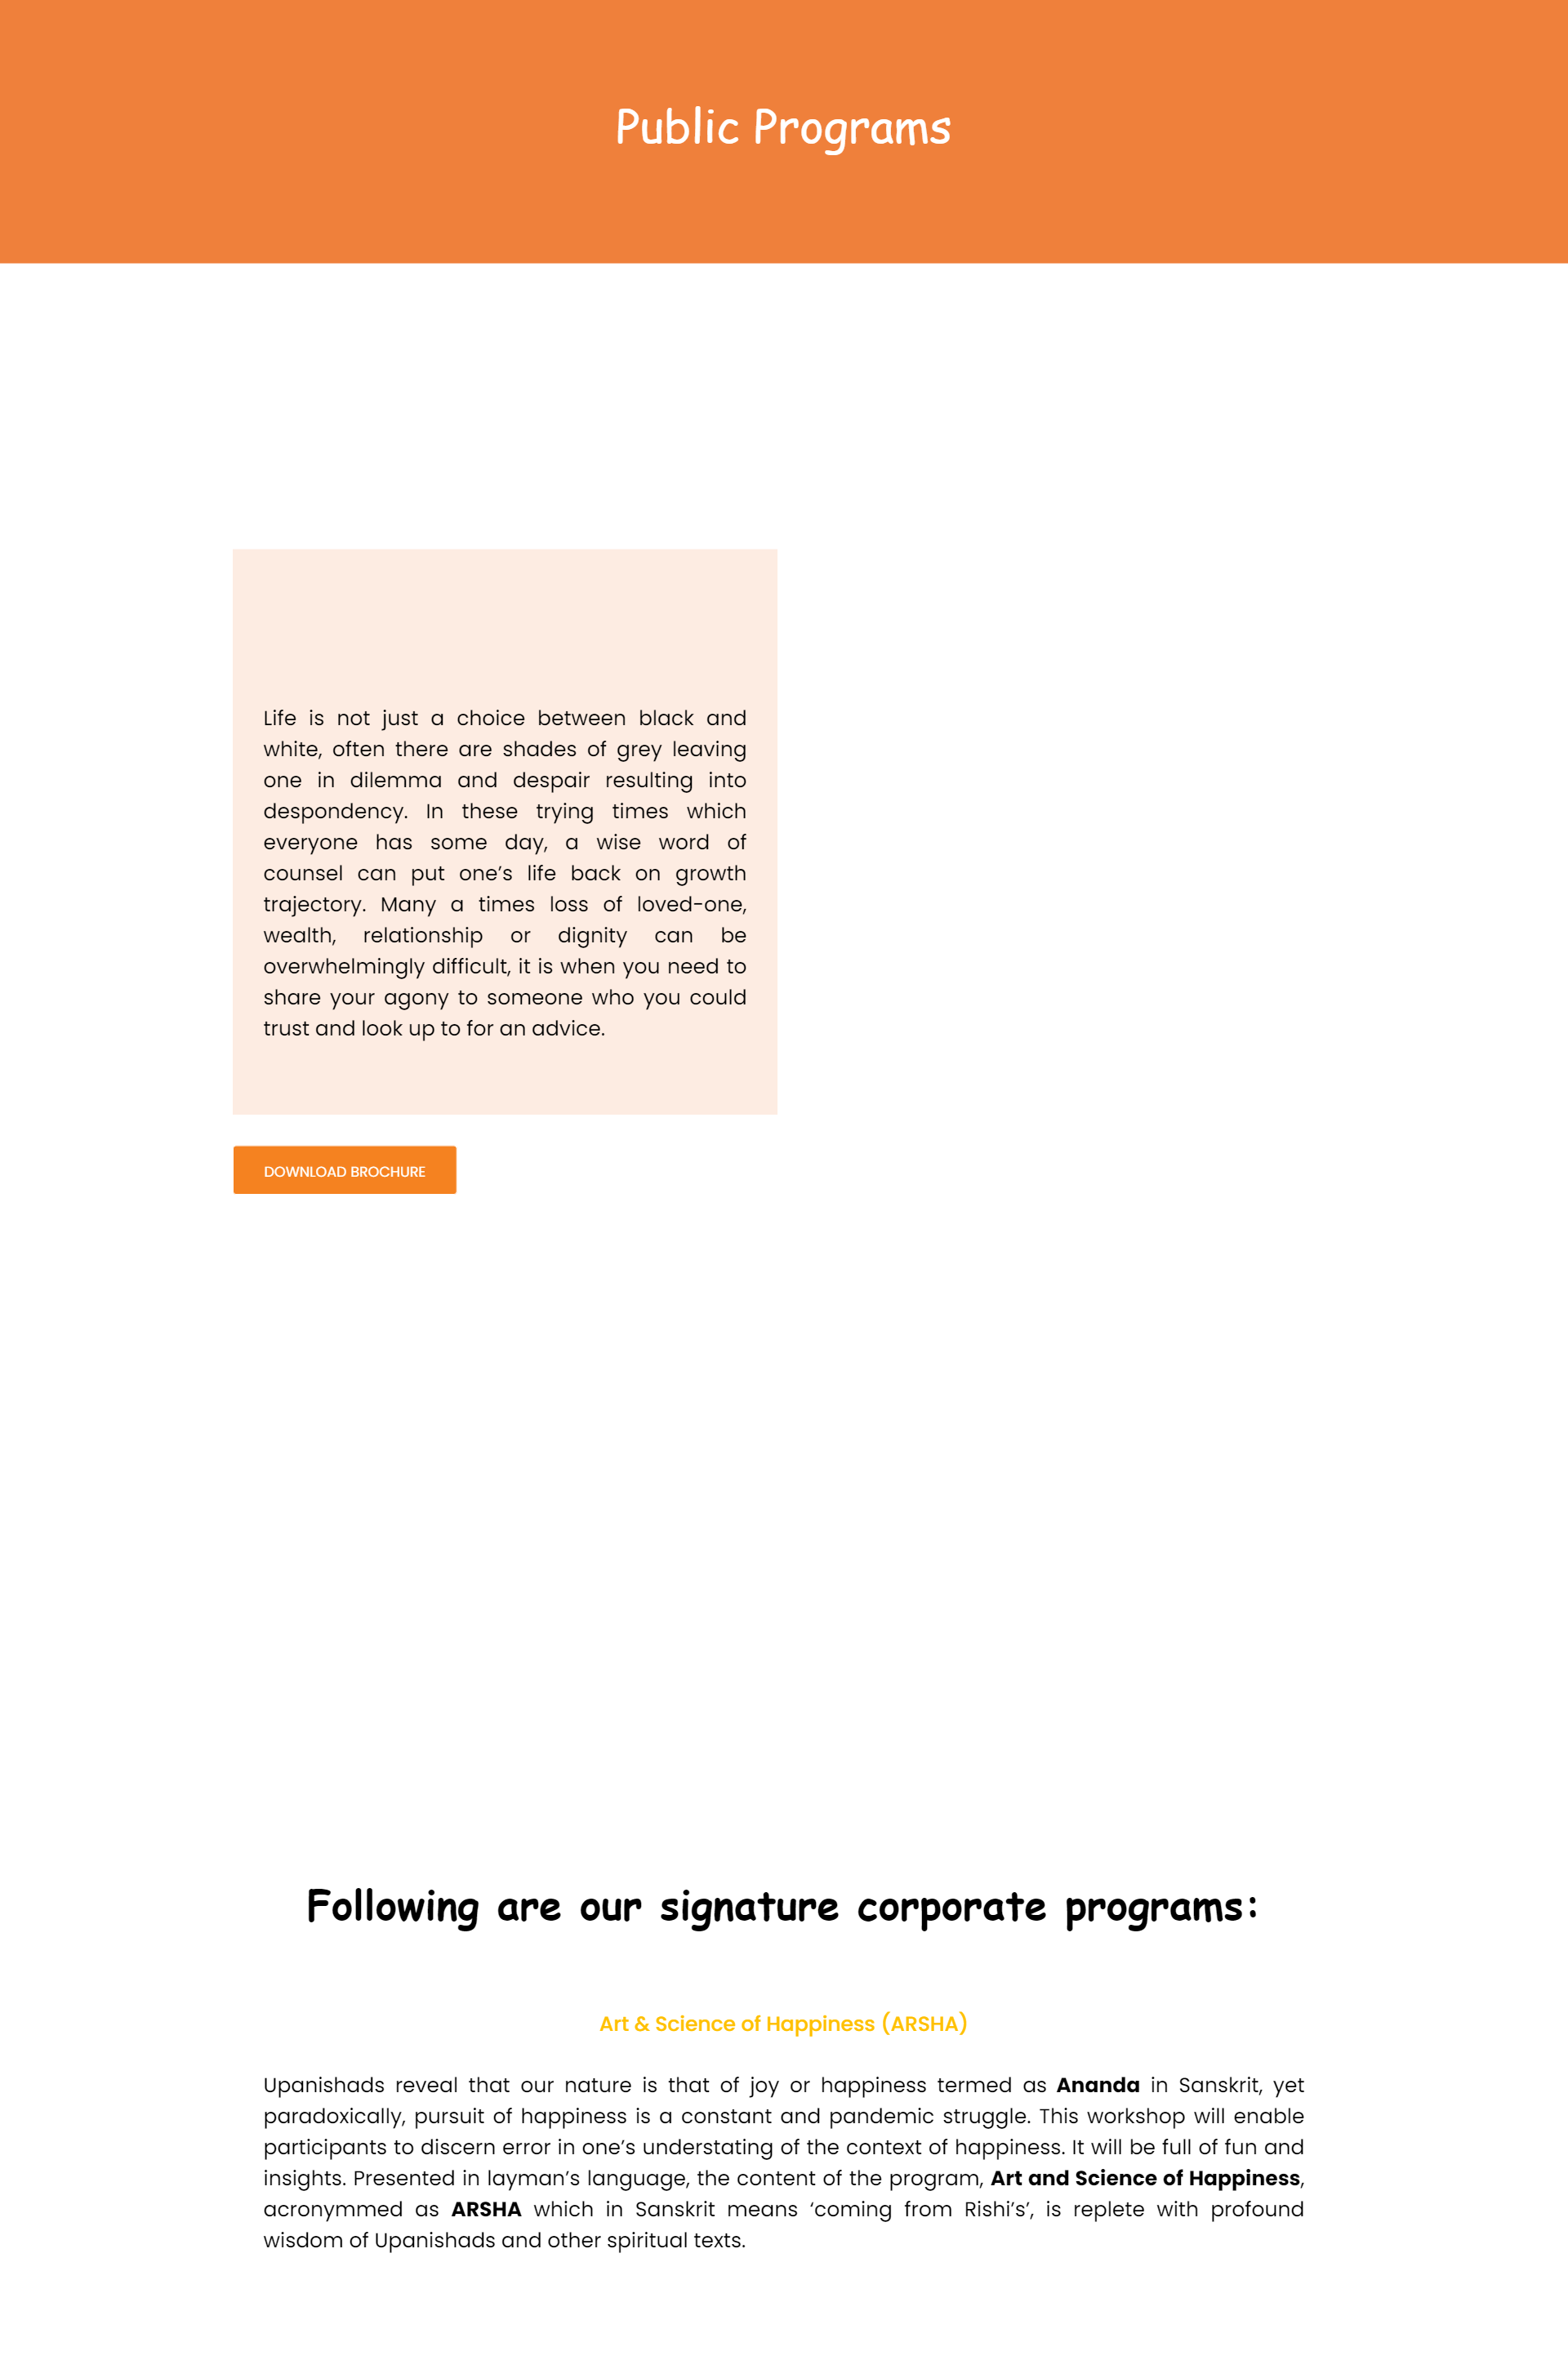 Public Programs
Life is not just a choice between black and
white, often there are shades of grey leaving
one in dilemma and despair resulting into
despondency. In these trying times which
everyone has some day, a wise word of
counsel can put one’s life back on growth
trajectory. Many a times loss of loved-one,
wealth, relationship or dignity can be
overwhelmingly difficult, it is when you need to
share your agony to someone who you could
trust and look up to for an advice.
DOWNLOAD BROCHURE
Following are our signature corporate programs:
Art & Science of Happiness (ARSHA)
Upanishads reveal that our nature is that of joy or happiness termed as Ananda in Sanskrit, yet
paradoxically, pursuit of happiness is a constant and pandemic struggle. This workshop will enable
participants to discern error in one’s understating of the context of happiness. It will be full of fun and
insights. Presented in layman’s language, the content of the program, Art and Science of Happiness,
acronymmed as ARSHA which in Sanskrit means ‘coming from Rishi’s’, is replete with profound
wisdom of Upanishads and other spiritual texts.